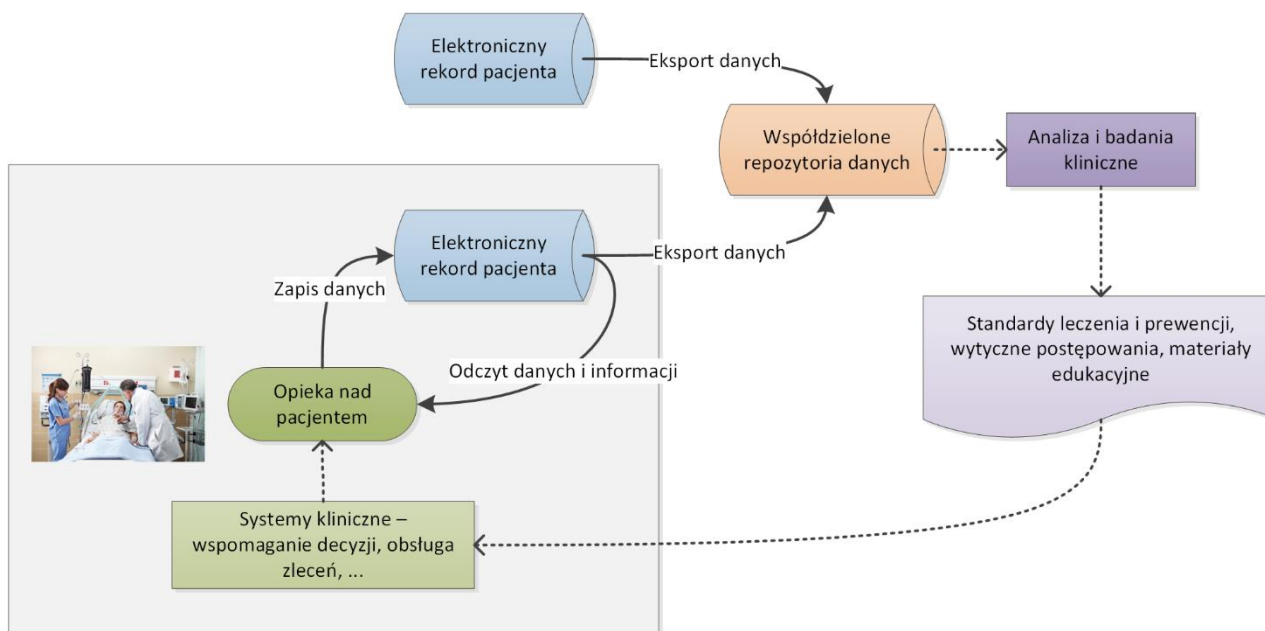 Elektroniczny
rekord pacjenta
Eksport danych
Współdzielone
repozytoria danych
Analiza i badania
kliniczne
Elektroniczny
rekord pacjenta
Eksport danych
Zapis danych
Standardy leczenia i prewencji,
wytyczne postępowania, materiały
edukacyjne
Odczyt danych i informacji
Opieka nad
pacjentem
Systemy kliniczne –
wspomaganie decyzji, obsługa
zleceń, ...